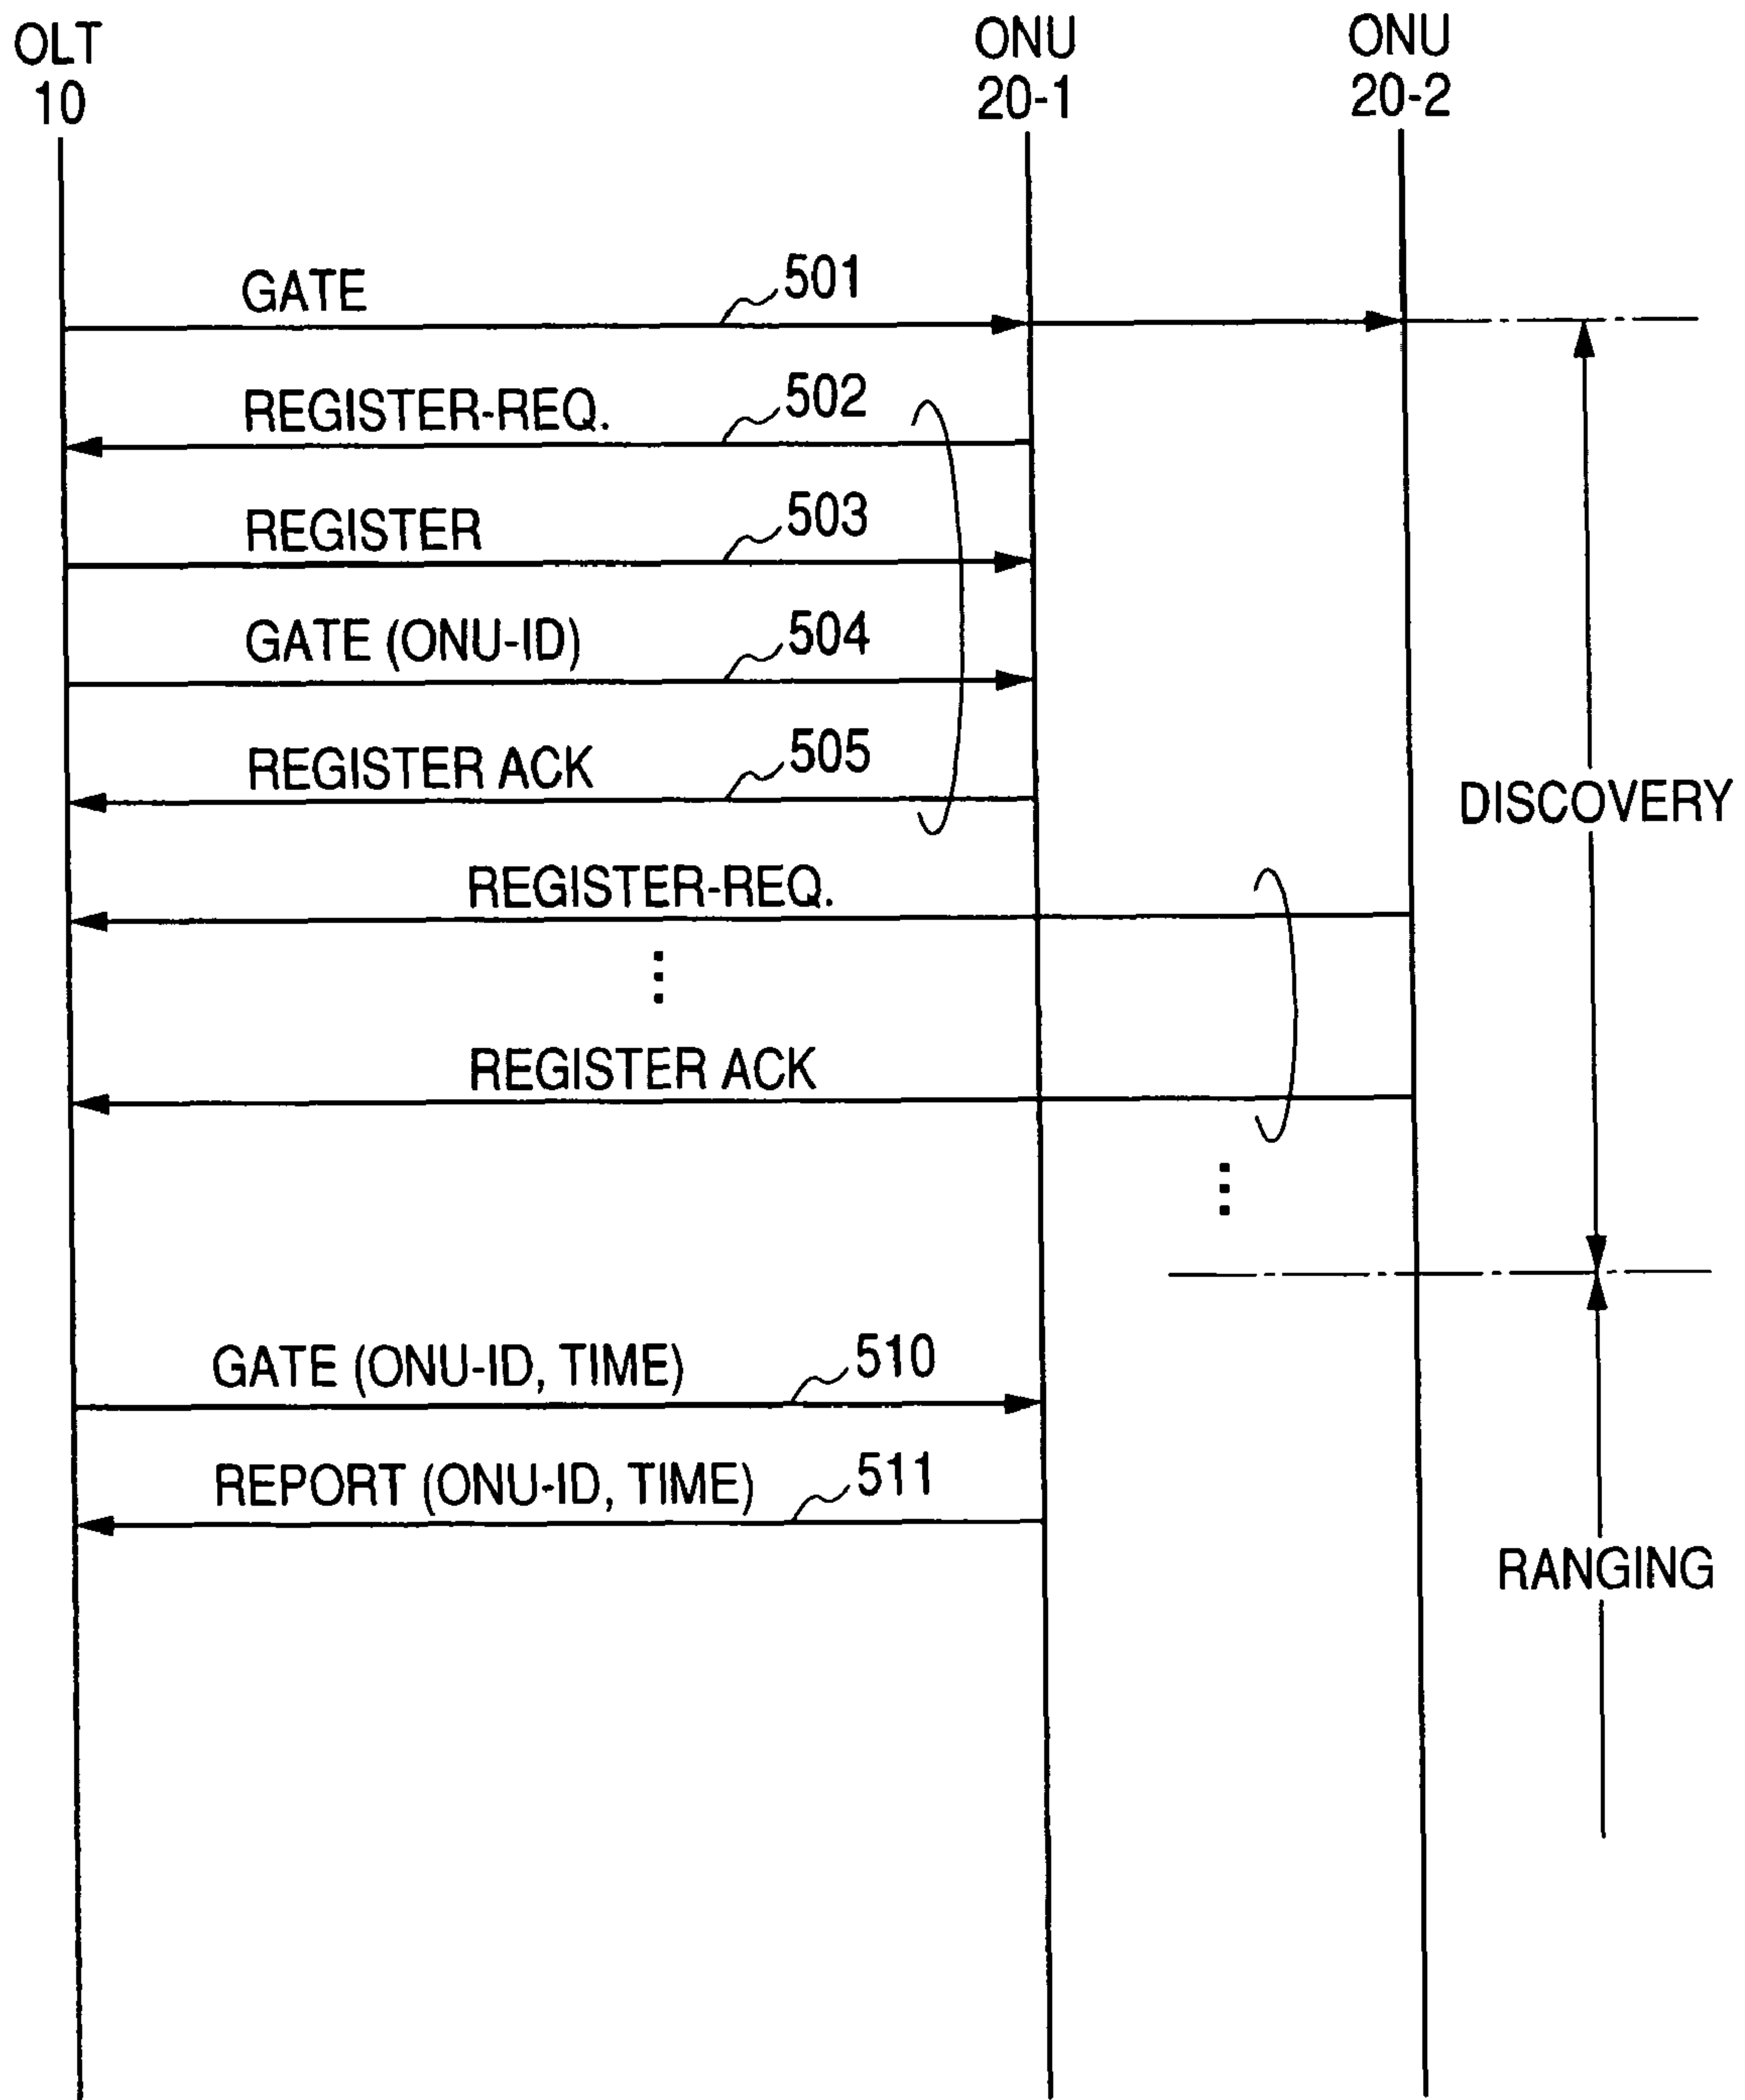 OLT
10
ONU
20-1
ONU
20-2
GATE
501
REGISTER-REQ.
502
REGISTER
503
GATE (ONU-ID)
504
REGISTER ACK
505
DISCOVERY
REGISTER-REQ.
REGISTER ACK
GATE (ONU-ID, TIME)
510
REPORT (ONU-ID, TIME)
511
RANGING